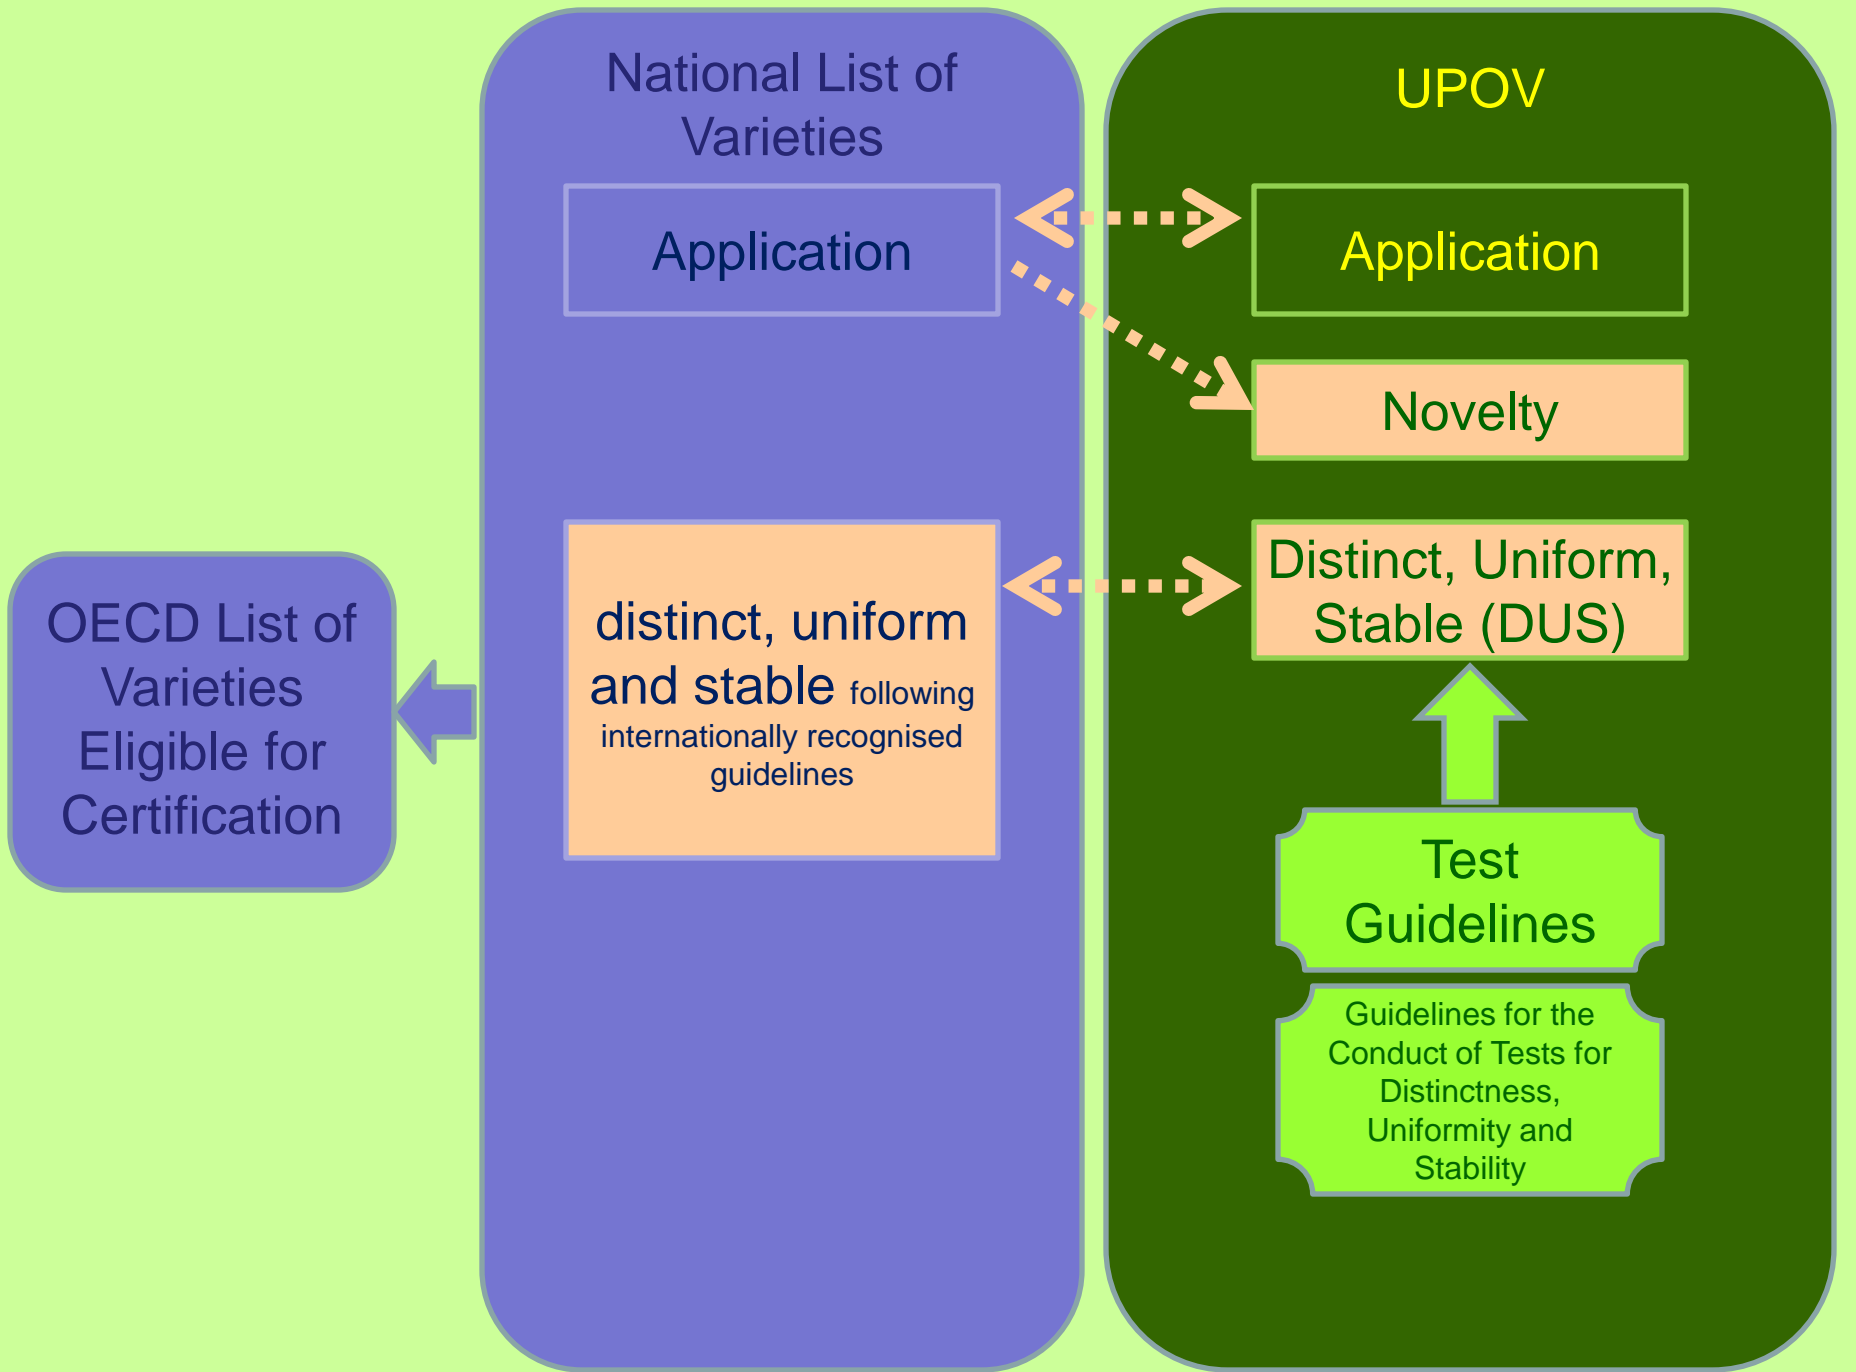 National List of
Varieties
Application
distinct, uniform
and stable following
internationally recognised
guidelines
OECD List of
Varieties
Eligible for
Certification
UPOV
Application
Novelty
Distinct, Uniform,
Stable (DUS)
Test
Guidelines
Guidelines for the
Conduct of Tests for
Distinctness,
Uniformity and
Stability